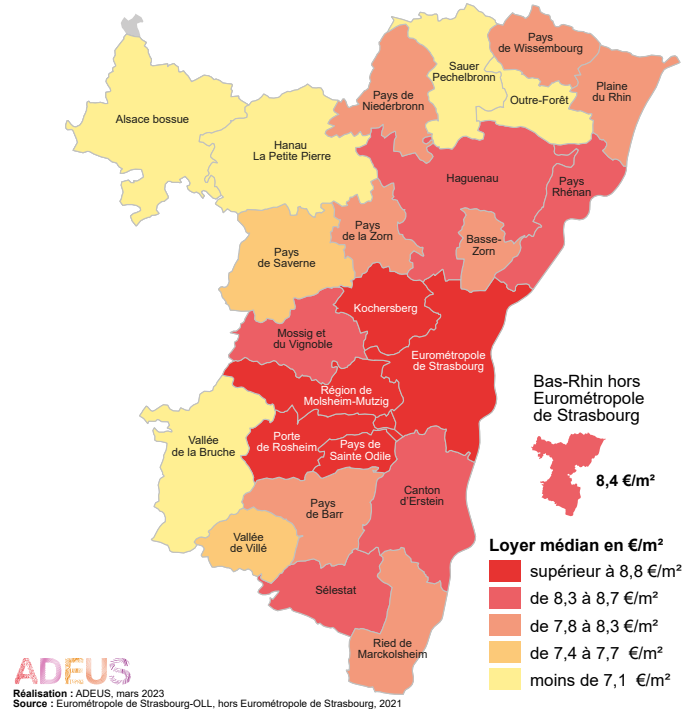 Pays
de Wissembourg
Sauer
Pechelbronn
Plaine
du Rhin
Pays de
Niederbronn
Outre-Forêt
Alsace bossue
Hanau
La Petite Pierre
Haguenau
Pays
Rhénan
Pays
de la Zorn
Basse-
Zorn
Pays
de Saverne
Kochersberg
Mossig et
du Vignoble
Eurométropole
de Strasbourg
Région de
Molsheim-Mutzig
Bas-Rhin hors
Eurométropole
de Strasbourg
8,4 €/m²
Vallée
de la Bruche
Porte
de Rosheim
Pays de
Sainte Odile
Canton
d'Erstein
Pays
de Barr
Vallée
de Villé
Sélestat
Ried de
Marckolsheim
Loyer médian en €/m²
supérieur à 8,8 €/m²
de 8,3 à 8,7 €/m²
de 7,8 à 8,3 €/m²
de 7,4 à 7,7 €/m²
moins de 7,1 €/m²
ADEUS
Réalisation : ADEUS, mars 2023
Source : Eurométropole de Strasbourg-OLL, hors Eurométropole de Strasbourg, 2021